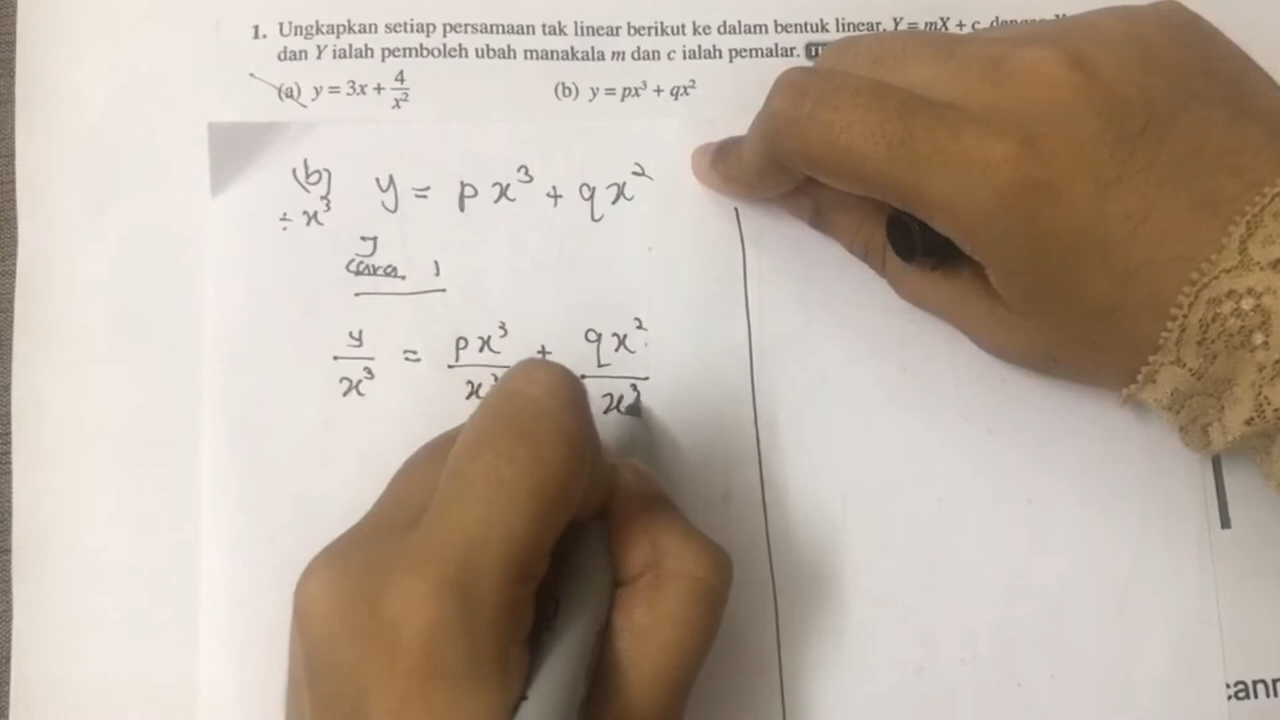 1. Ungkapkan setiap persamaan tak linear berikut ke dalam bentuk linear, Y = mX + c,
dan Y ialah pemboleh ubah manakala m dan c ialah pemalar.
(a) y = 3x + 4/x² (b) y = px³ + qx²
(b) y = px³ + qx²
÷ x³
Cara 1
y/x³ = px³/x³ + qx²/x³